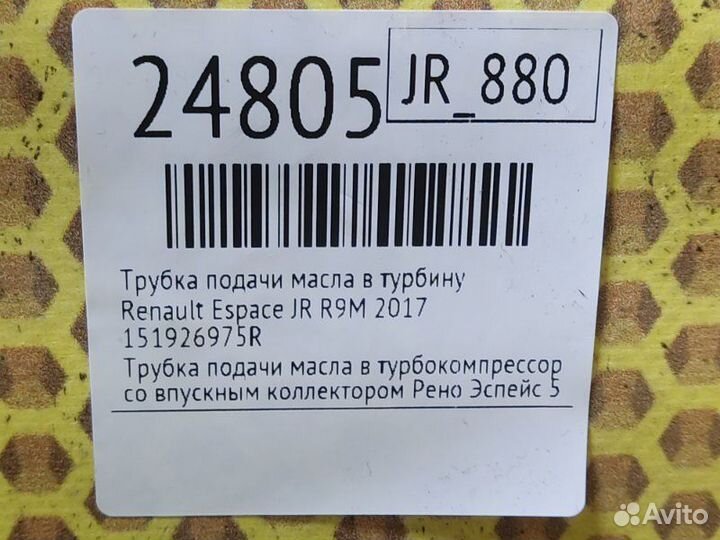 24805
JR_880
Трубка подачи масла в турбину
Renault Espace JR R9M 2017
151926975R
Трубка подачи масла в турбокомпрессор
со впускным коллектором Рено Эспейс 5
Avito